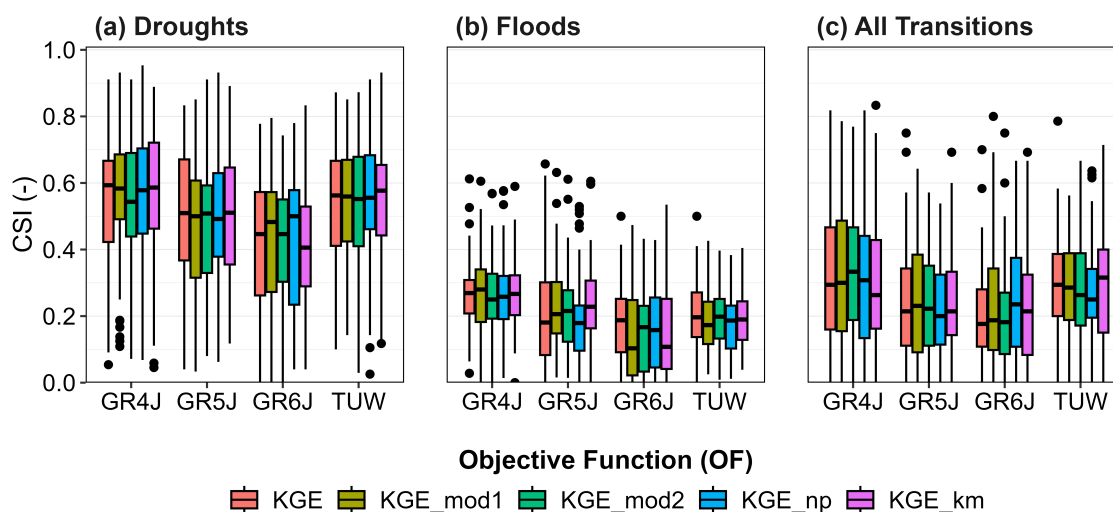 (a) Droughts (b) Floods (c) All Transitions
CSI (-)
1.0
0.8
0.6
0.4
0.2
0.0
GR4J GR5J GR6J TUW GR4J GR5J GR6J TUW GR4J GR5J GR6J TUW
Objective Function (OF)
KGE KGE_mod1 KGE_mod2 KGE_np KGE_km